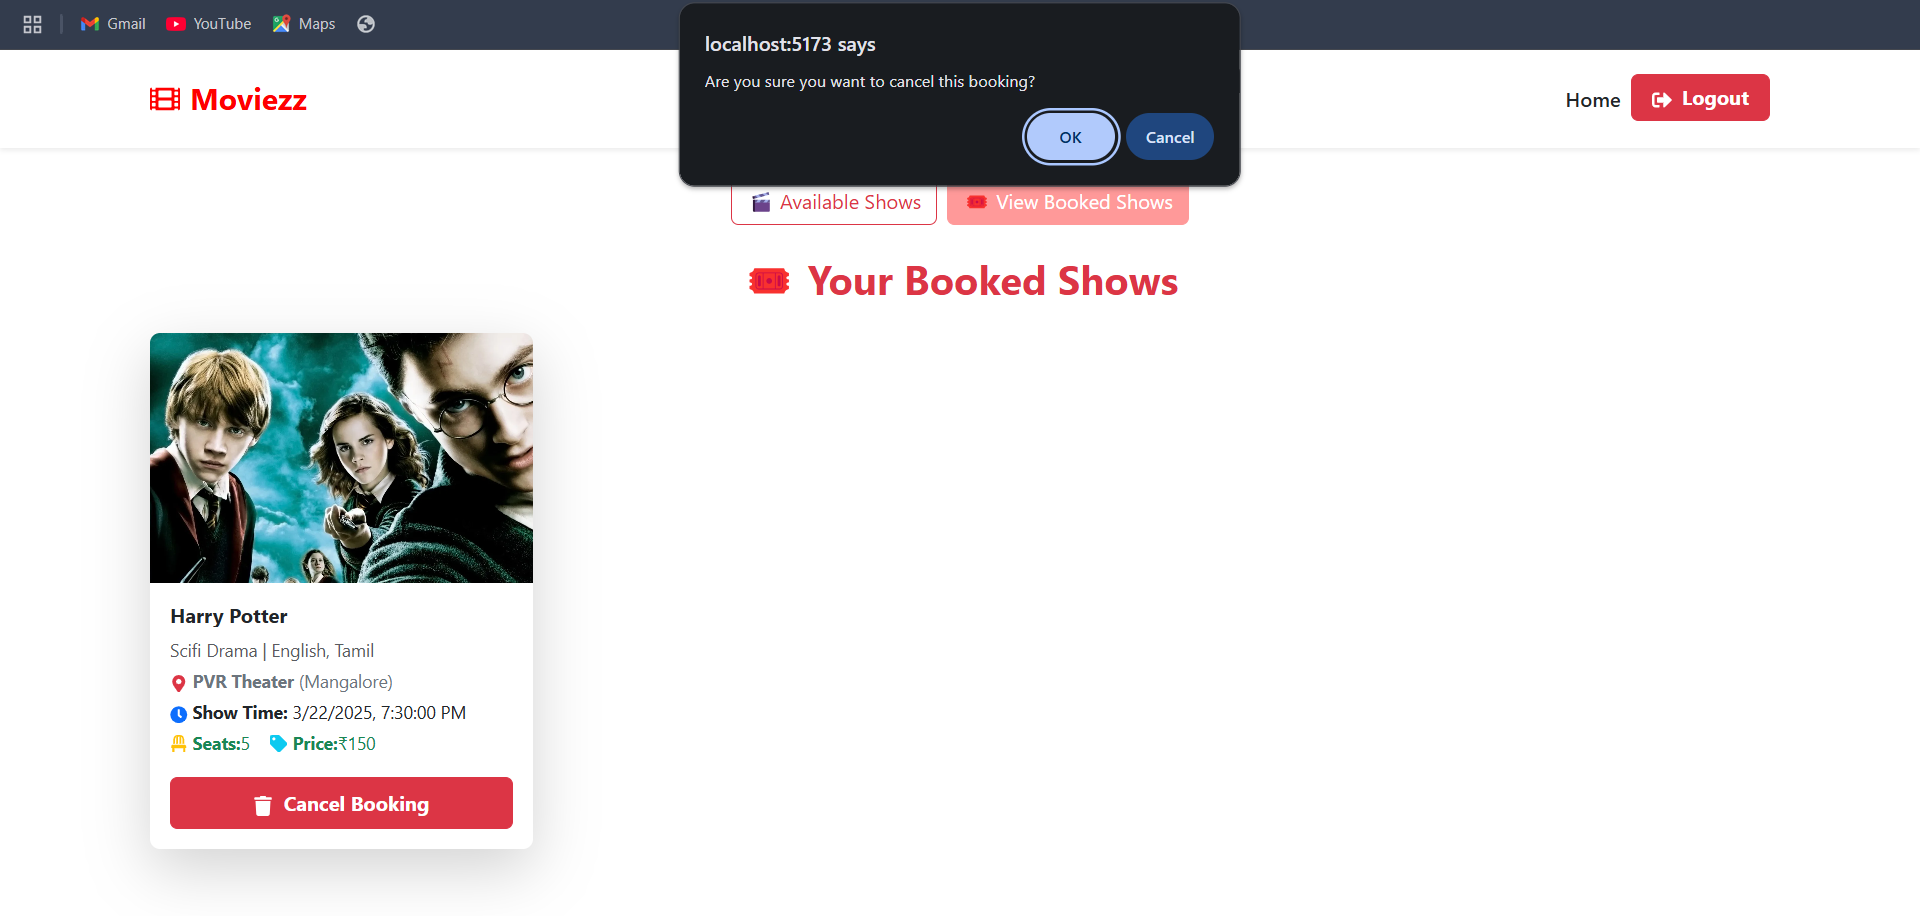 Gmail YouTube Maps
localhost:5173 says
Are you sure you want to cancel this booking?
OK Cancel
Moviezz
Home Logout
Available Shows View Booked Shows
Your Booked Shows
Harry Potter
Scifi Drama | English, Tamil
PVR Theater (Mangalore)
Show Time: 3/22/2025, 7:30:00 PM
Seats:5 Price:₹150
Cancel Booking